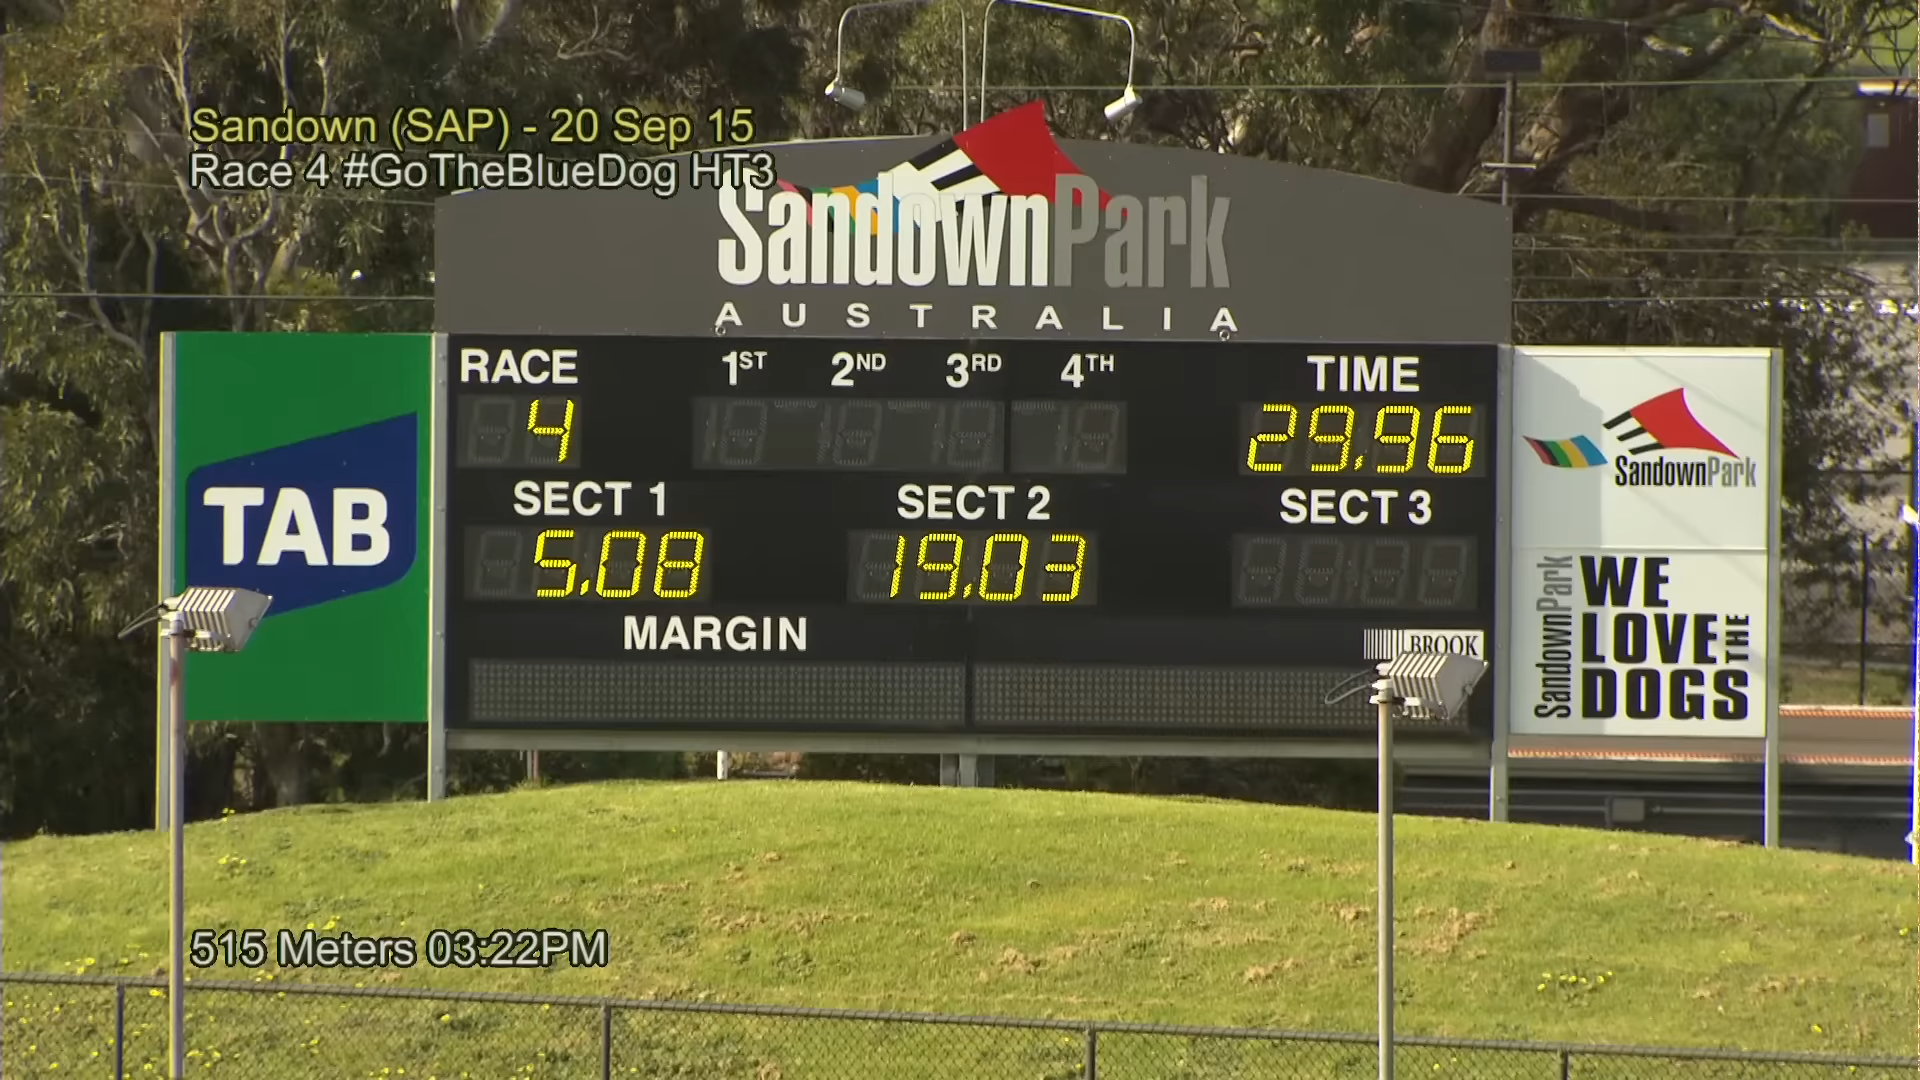 Sandown (SAP) - 20 Sep 15
Race 4 #GoTheBlueDog HT3
SandownPark
AUSTRALIA
RACE 1ST 2ND 3RD 4TH TIME
4 29.96
SECT 1 SECT 2 SECT 3
5.08 19.03
MARGIN
BROOK
TAB
SandownPark
SandownPark
WE
LOVE THE
DOGS
515 Meters 03:22PM